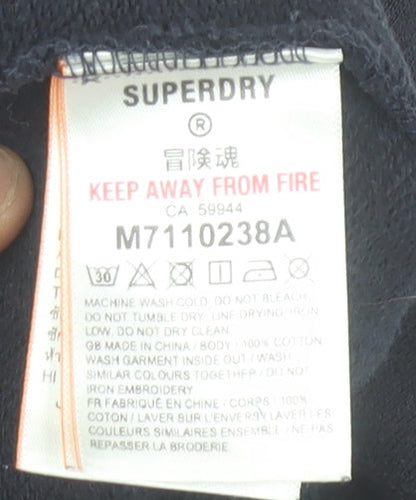 SUPERDRY
®
冒険魂
KEEP AWAY FROM FIRE
CA 59944
M7110238A
30
MACHINE WASH COLD. DO NOT BLEACH.
DO NOT TUMBLE DRY. LINE DRYING. IRON
LOW. DO NOT DRY CLEAN.
GB MADE IN CHINA / BODY / 100% COTTON
WASH GARMENT INSIDE OUT / WASH
SIMILAR COLOURS TOGETHER / DO NOT
IRON EMBROIDERY
FR FABRIQUÉ EN CHINE / CORPS / 100%
COTON / LAVER SUR L'ENVERS / LAVER LES
COULEURS SIMILAIRES ENSEMBLE / NE PAS
REPASSER LA BRODERIE